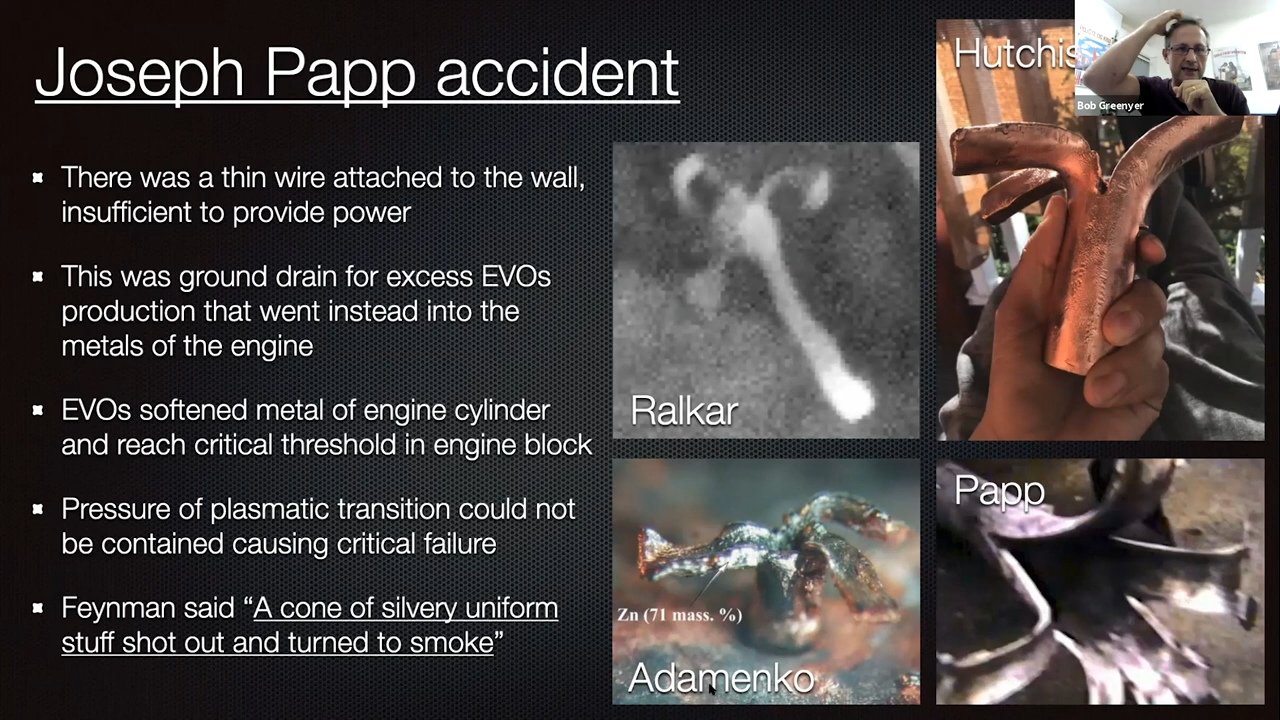 Joseph Papp accident
There was a thin wire attached to the wall,
insufficient to provide power
This was ground drain for excess EVOs
production that went instead into the
metals of the engine
EVOs softened metal of engine cylinder
and reach critical threshold in engine block
Pressure of plasmatic transition could not
be contained causing critical failure
Feynman said “A cone of silvery uniform
stuff shot out and turned to smoke”
Ralkar
Hutchis
Bob Greenyer
Zn (71 mass. %)
Adamenko
Papp